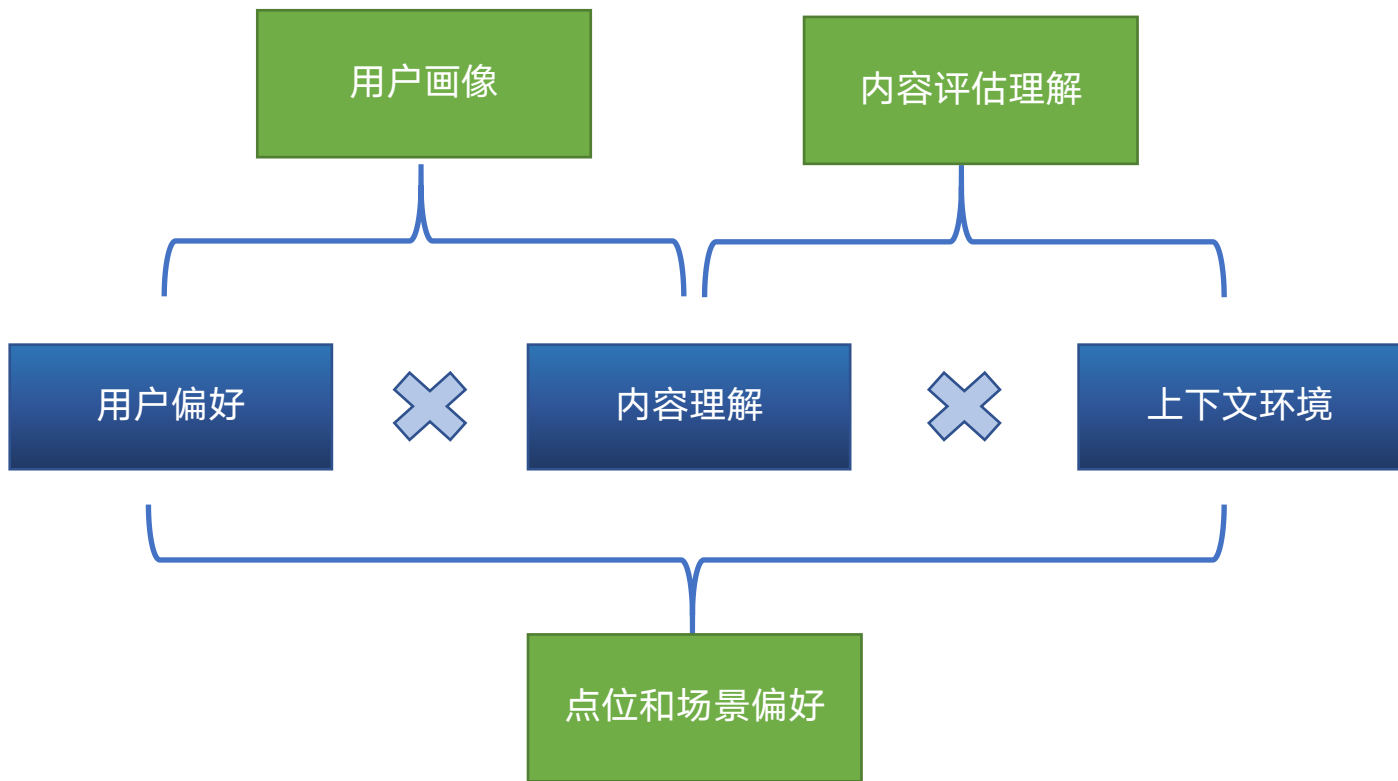 用户画像
内容评估理解
用户偏好
内容理解
上下文环境
点位和场景偏好